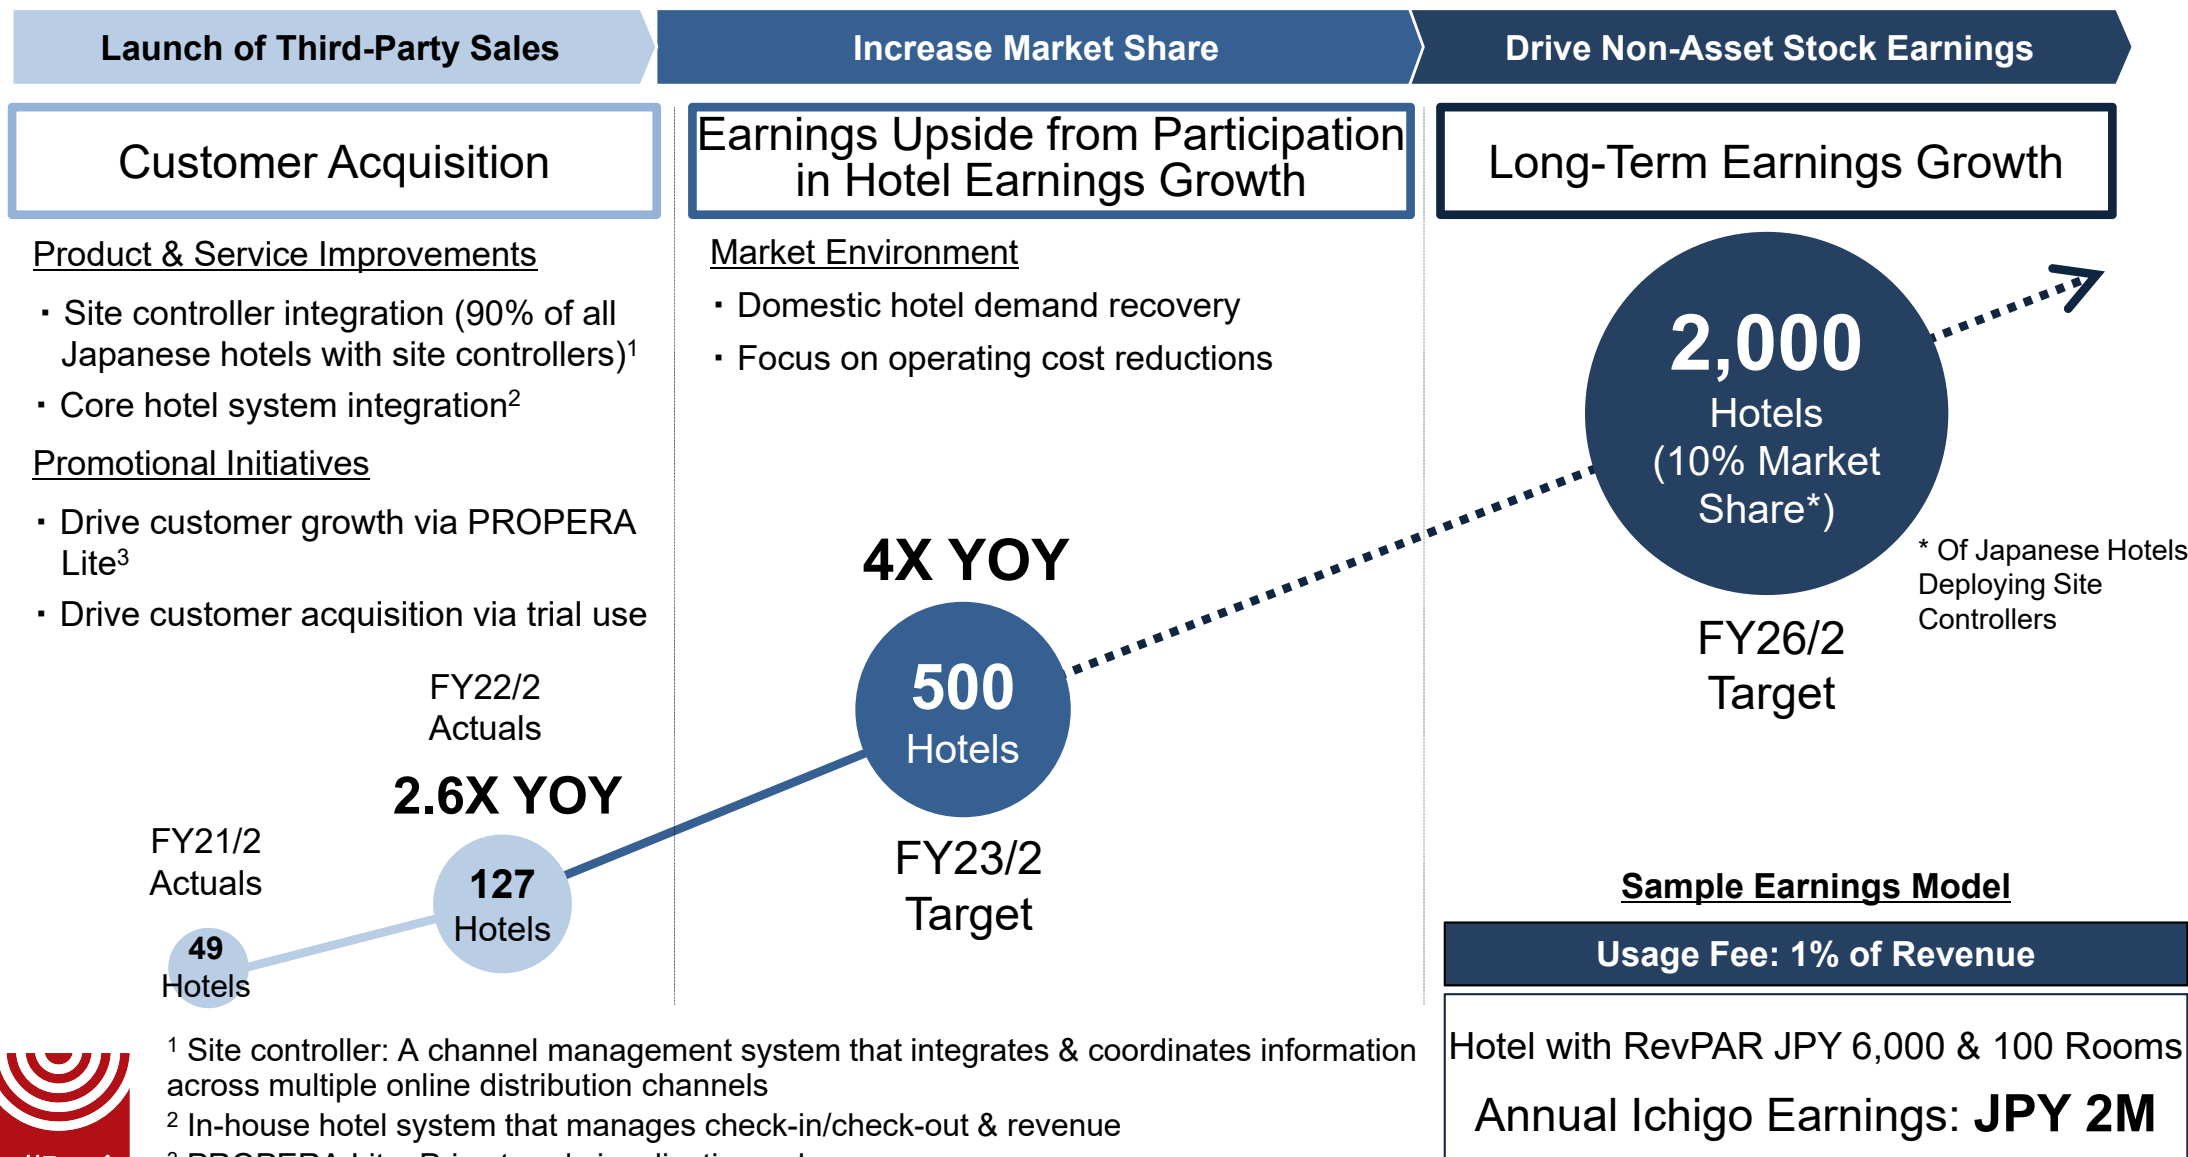 Launch of Third-Party Sales
Increase Market Share
Drive Non-Asset Stock Earnings
Customer Acquisition
Earnings Upside from Participation
in Hotel Earnings Growth
Long-Term Earnings Growth
Product & Service Improvements
・Site controller integration (90% of all
Japanese hotels with site controllers)¹
・Core hotel system integration²
Promotional Initiatives
・Drive customer growth via PROPERA
Lite³
・Drive customer acquisition via trial use
Market Environment
・Domestic hotel demand recovery
・Focus on operating cost reductions
2,000
Hotels
(10% Market
Share*)
* Of Japanese Hotels
Deploying Site
Controllers
FY26/2
Target
4X YOY
500
Hotels
FY23/2
Target
FY22/2
Actuals
2.6X YOY
127
Hotels
FY21/2
Actuals
49
Hotels
Sample Earnings Model
Usage Fee: 1% of Revenue
Hotel with RevPAR JPY 6,000 & 100 Rooms
Annual Ichigo Earnings: JPY 2M
¹ Site controller: A channel management system that integrates & coordinates information
across multiple online distribution channels
² In-house hotel system that manages check-in/check-out & revenue